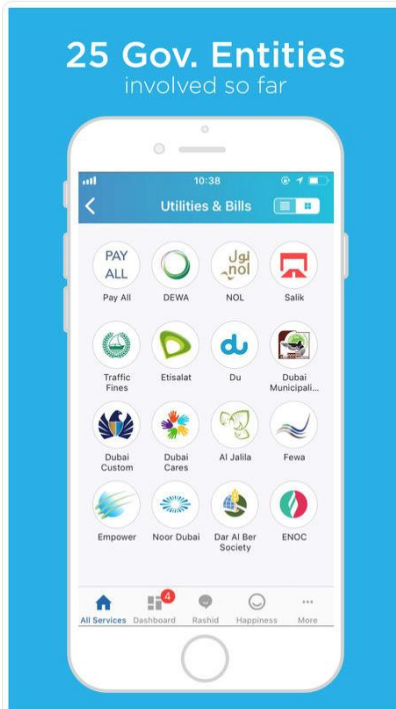 25 Gov. Entities
involved so far
10:38
Utilities & Bills
PAY
ALL
نول
nol
du
Pay All
DEWA
NOL
Salik
Traffic
Fines
Etisalat
Du
Dubai
Municipali...
Dubai
Custom
Dubai
Cares
Al Jalila
Fewa
Empower
Noor Dubai
Dar Al Ber
Society
ENOC
4
All Services
Dashboard
Rashid
Happiness
More